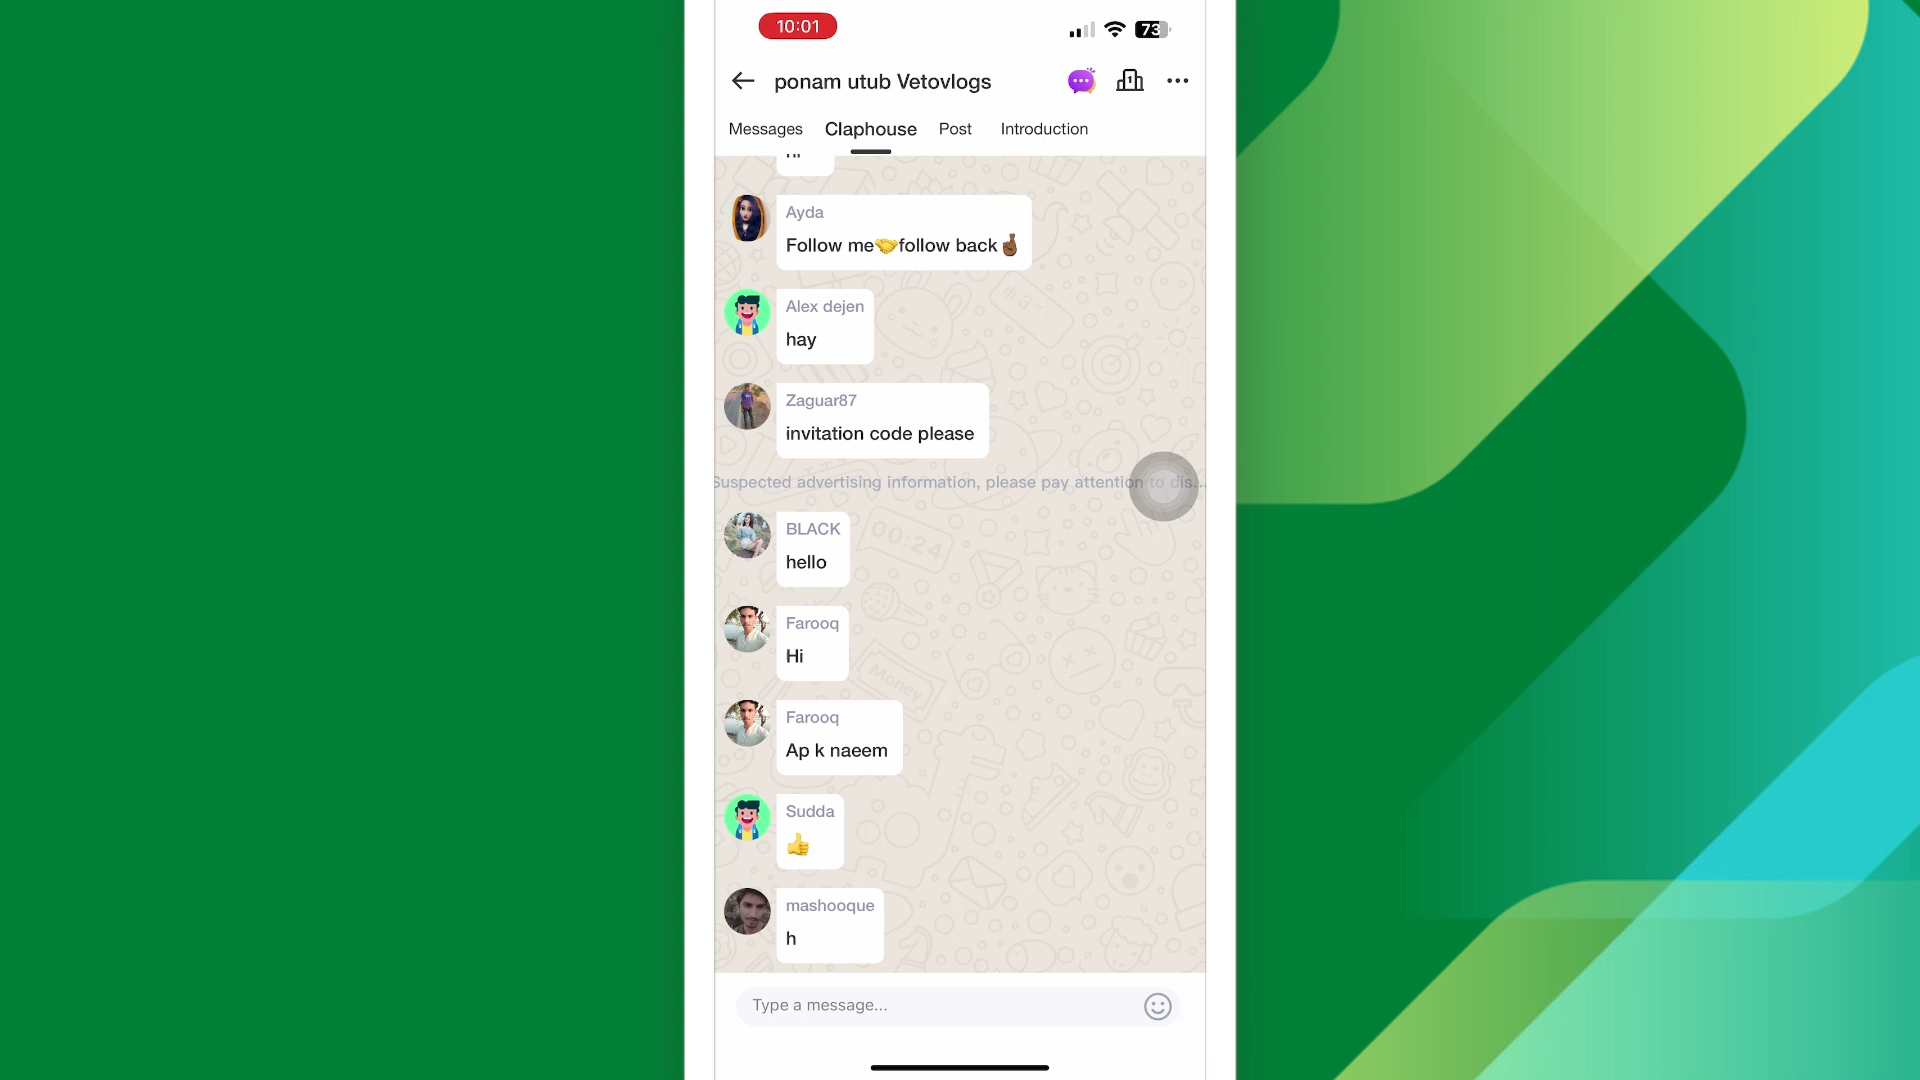 10:01
73
ponam utub Vetovlogs
Messages Claphouse Post Introduction
Ayda
Follow me🤝follow back🤞🏾
Alex dejen
hay
Zaguar87
invitation code please
Suspected advertising information, please pay attention to dis...
BLACK
hello
Farooq
Hi
Farooq
Ap k naeem
Sudda
👍
mashooque
h
Type a message...